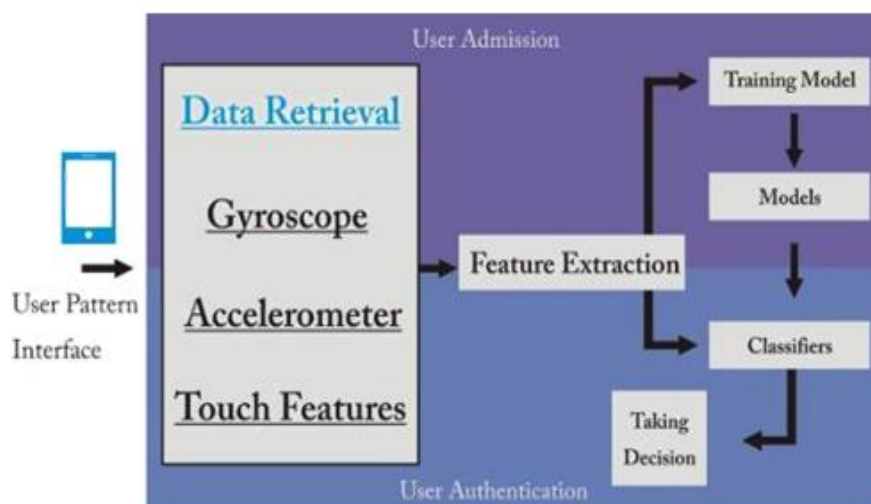 User Admission
Data Retrieval
Gyroscope
Accelerometer
Touch Features
User Pattern
Interface
Feature Extraction
Training Model
Models
Classifiers
Taking
Decision
User Authentication